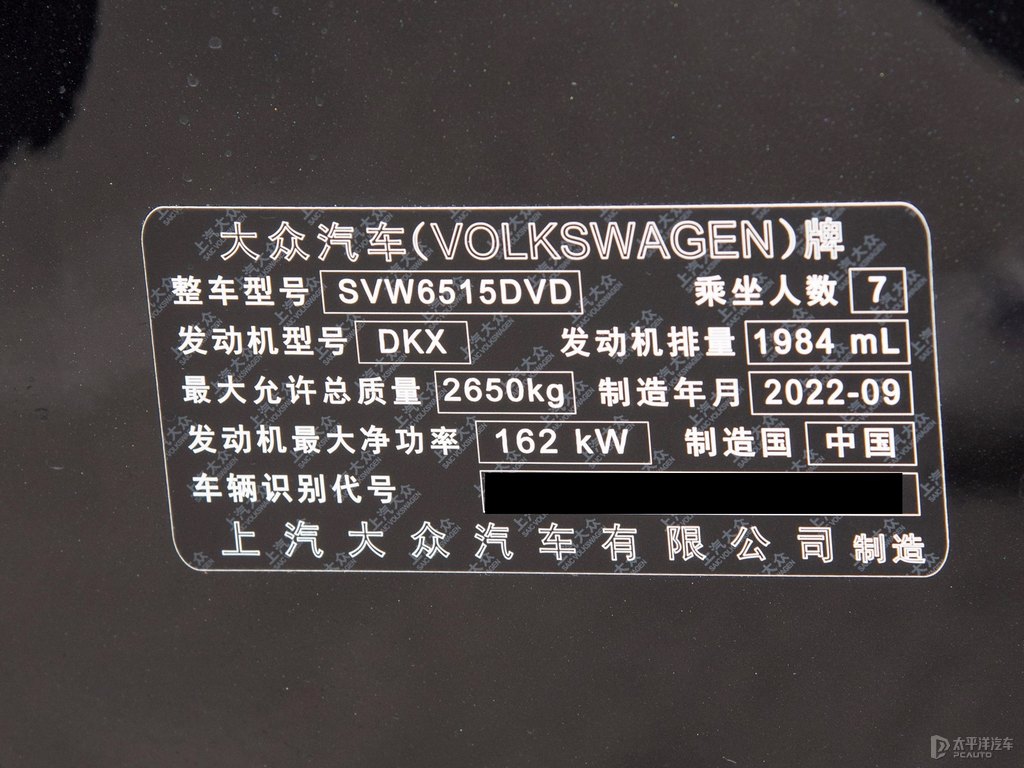 大众汽车(VOLKSWAGEN)牌
整车型号 SVW6515DVD 乘坐人数 7
发动机型号 DKX 发动机排量 1984 mL
最大允许总质量 2650kg 制造年月 2022-09
发动机最大净功率 162 kW 制造国 中国
车辆识别代号
上汽大众汽车有限公司 制造
太平洋汽车
PCAUTO